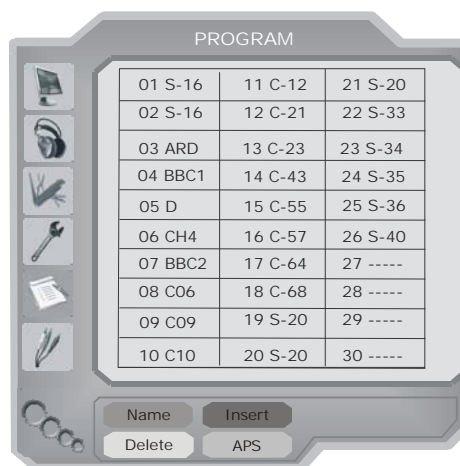 PROGRAM
01 S-16 11 C-12 21 S-20
02 S-16 12 C-21 22 S-33
03 ARD 13 C-23 23 S-34
04 BBC1 14 C-43 24 S-35
05 D 15 C-55 25 S-36
06 CH4 16 C-57 26 S-40
07 BBC2 17 C-64 27 -----
08 C06 18 C-68 28 -----
09 C09 19 S-20 29 -----
10 C10 20 S-20 30 -----
Name Insert
Delete APS